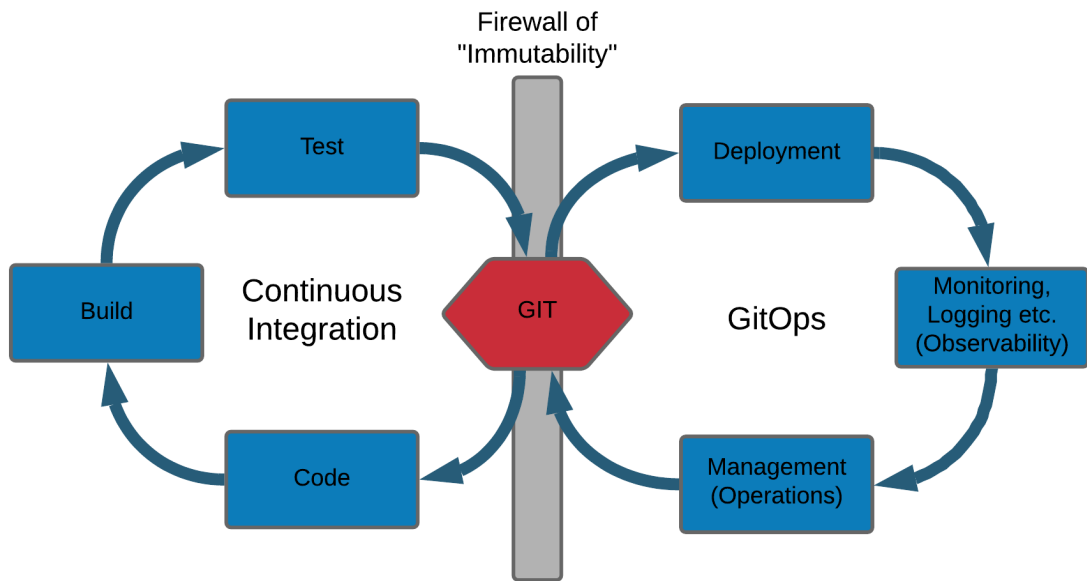 Firewall of
"Immutability"
Test
Deployment
Build
Continuous
Integration
GIT
GitOps
Monitoring,
Logging etc.
(Observability)
Code
Management
(Operations)